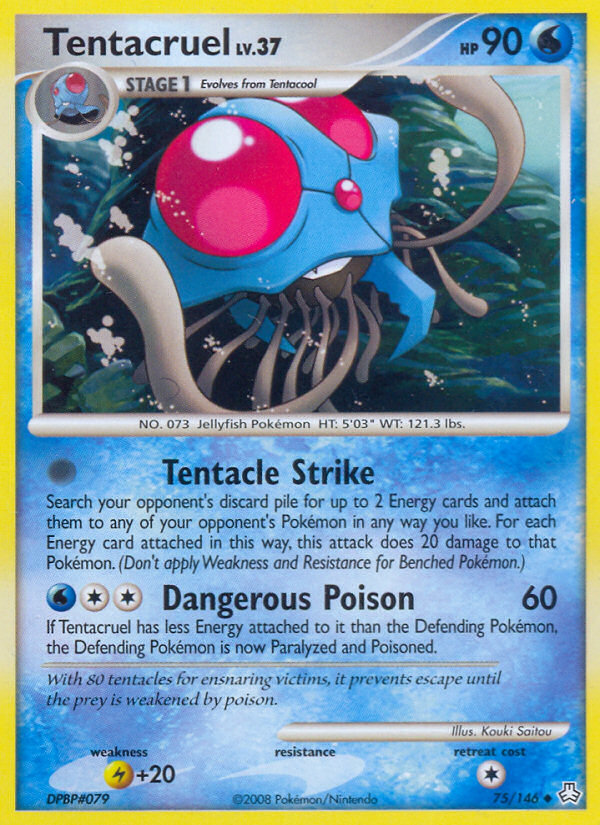 Tentacruel LV.37 HP 90
STAGE 1 Evolves from Tentacool
NO. 073 Jellyfish Pokémon HT: 5'03" WT: 121.3 lbs.
Tentacle Strike
Search your opponent's discard pile for up to 2 Energy cards and attach
them to any of your opponent's Pokémon in any way you like. For each
Energy card attached in this way, this attack does 20 damage to that
Pokémon. (Don't apply Weakness and Resistance for Benched Pokémon.)
Dangerous Poison 60
If Tentacruel has less Energy attached to it than the Defending Pokémon,
the Defending Pokémon is now Paralyzed and Poisoned.
With 80 tentacles for ensnaring victims, it prevents escape until
the prey is weakened by poison.
Illus. Kouki Saitou
weakness resistance retreat cost
+20
DPBP#079 ©2008 Pokémon/Nintendo 75/146